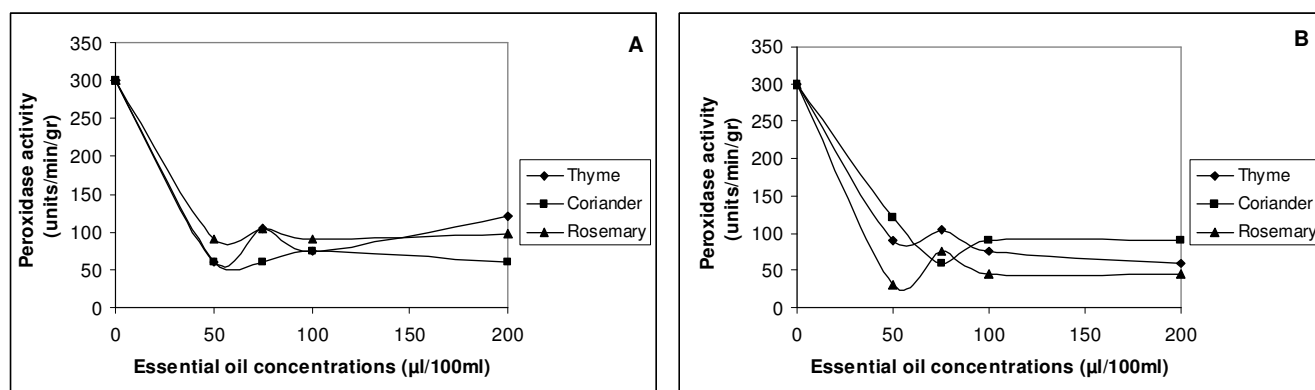 A
350
300
250
200
150
100
50
0
0 50 100 150 200
Peroxidase activity
(units/min/gr)
Essential oil concentrations (µl/100ml)
Thyme
Coriander
Rosemary
B
350
300
250
200
150
100
50
0
0 50 100 150 200
Peroxidase activity
(units/min/gr)
Essential oil concentrations (µl/100ml)
Thyme
Coriander
Rosemary